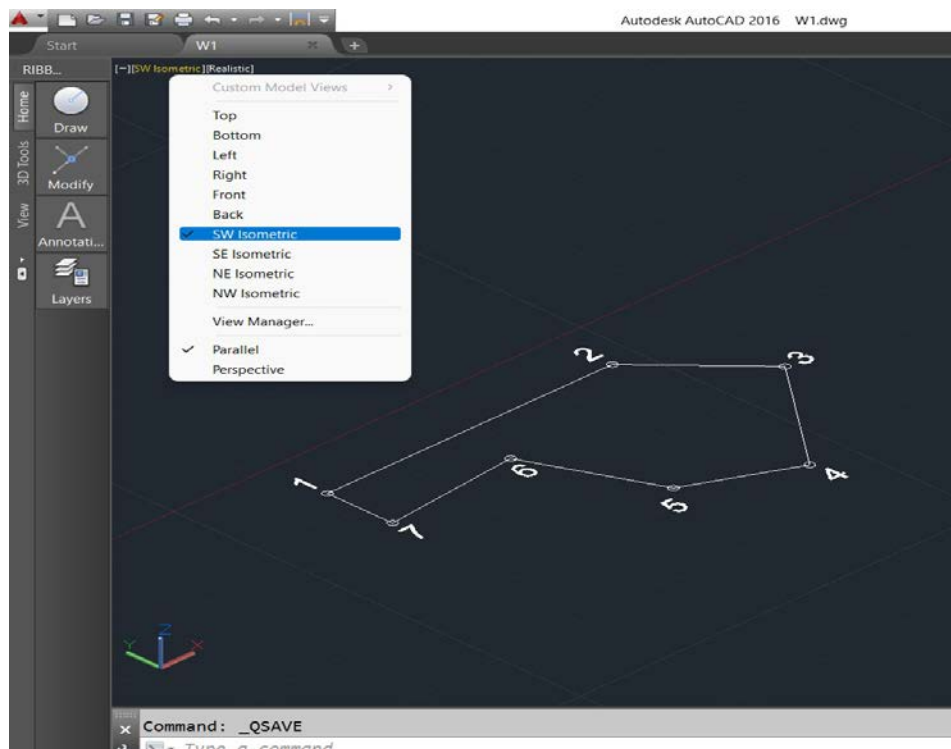 Autodesk AutoCAD 2016 W1.dwg
Start W1
RIBB...
[−][SW Isometric][Realistic]
Home
3D Tools
View
Draw
Modify
Annotati...
Layers
Custom Model Views
Top
Bottom
Left
Right
Front
Back
SW Isometric
SE Isometric
NE Isometric
NW Isometric
View Manager...
Parallel
Perspective
2
3
1
6
4
5
7
Z
Y X
Command: _QSAVE
Type a command